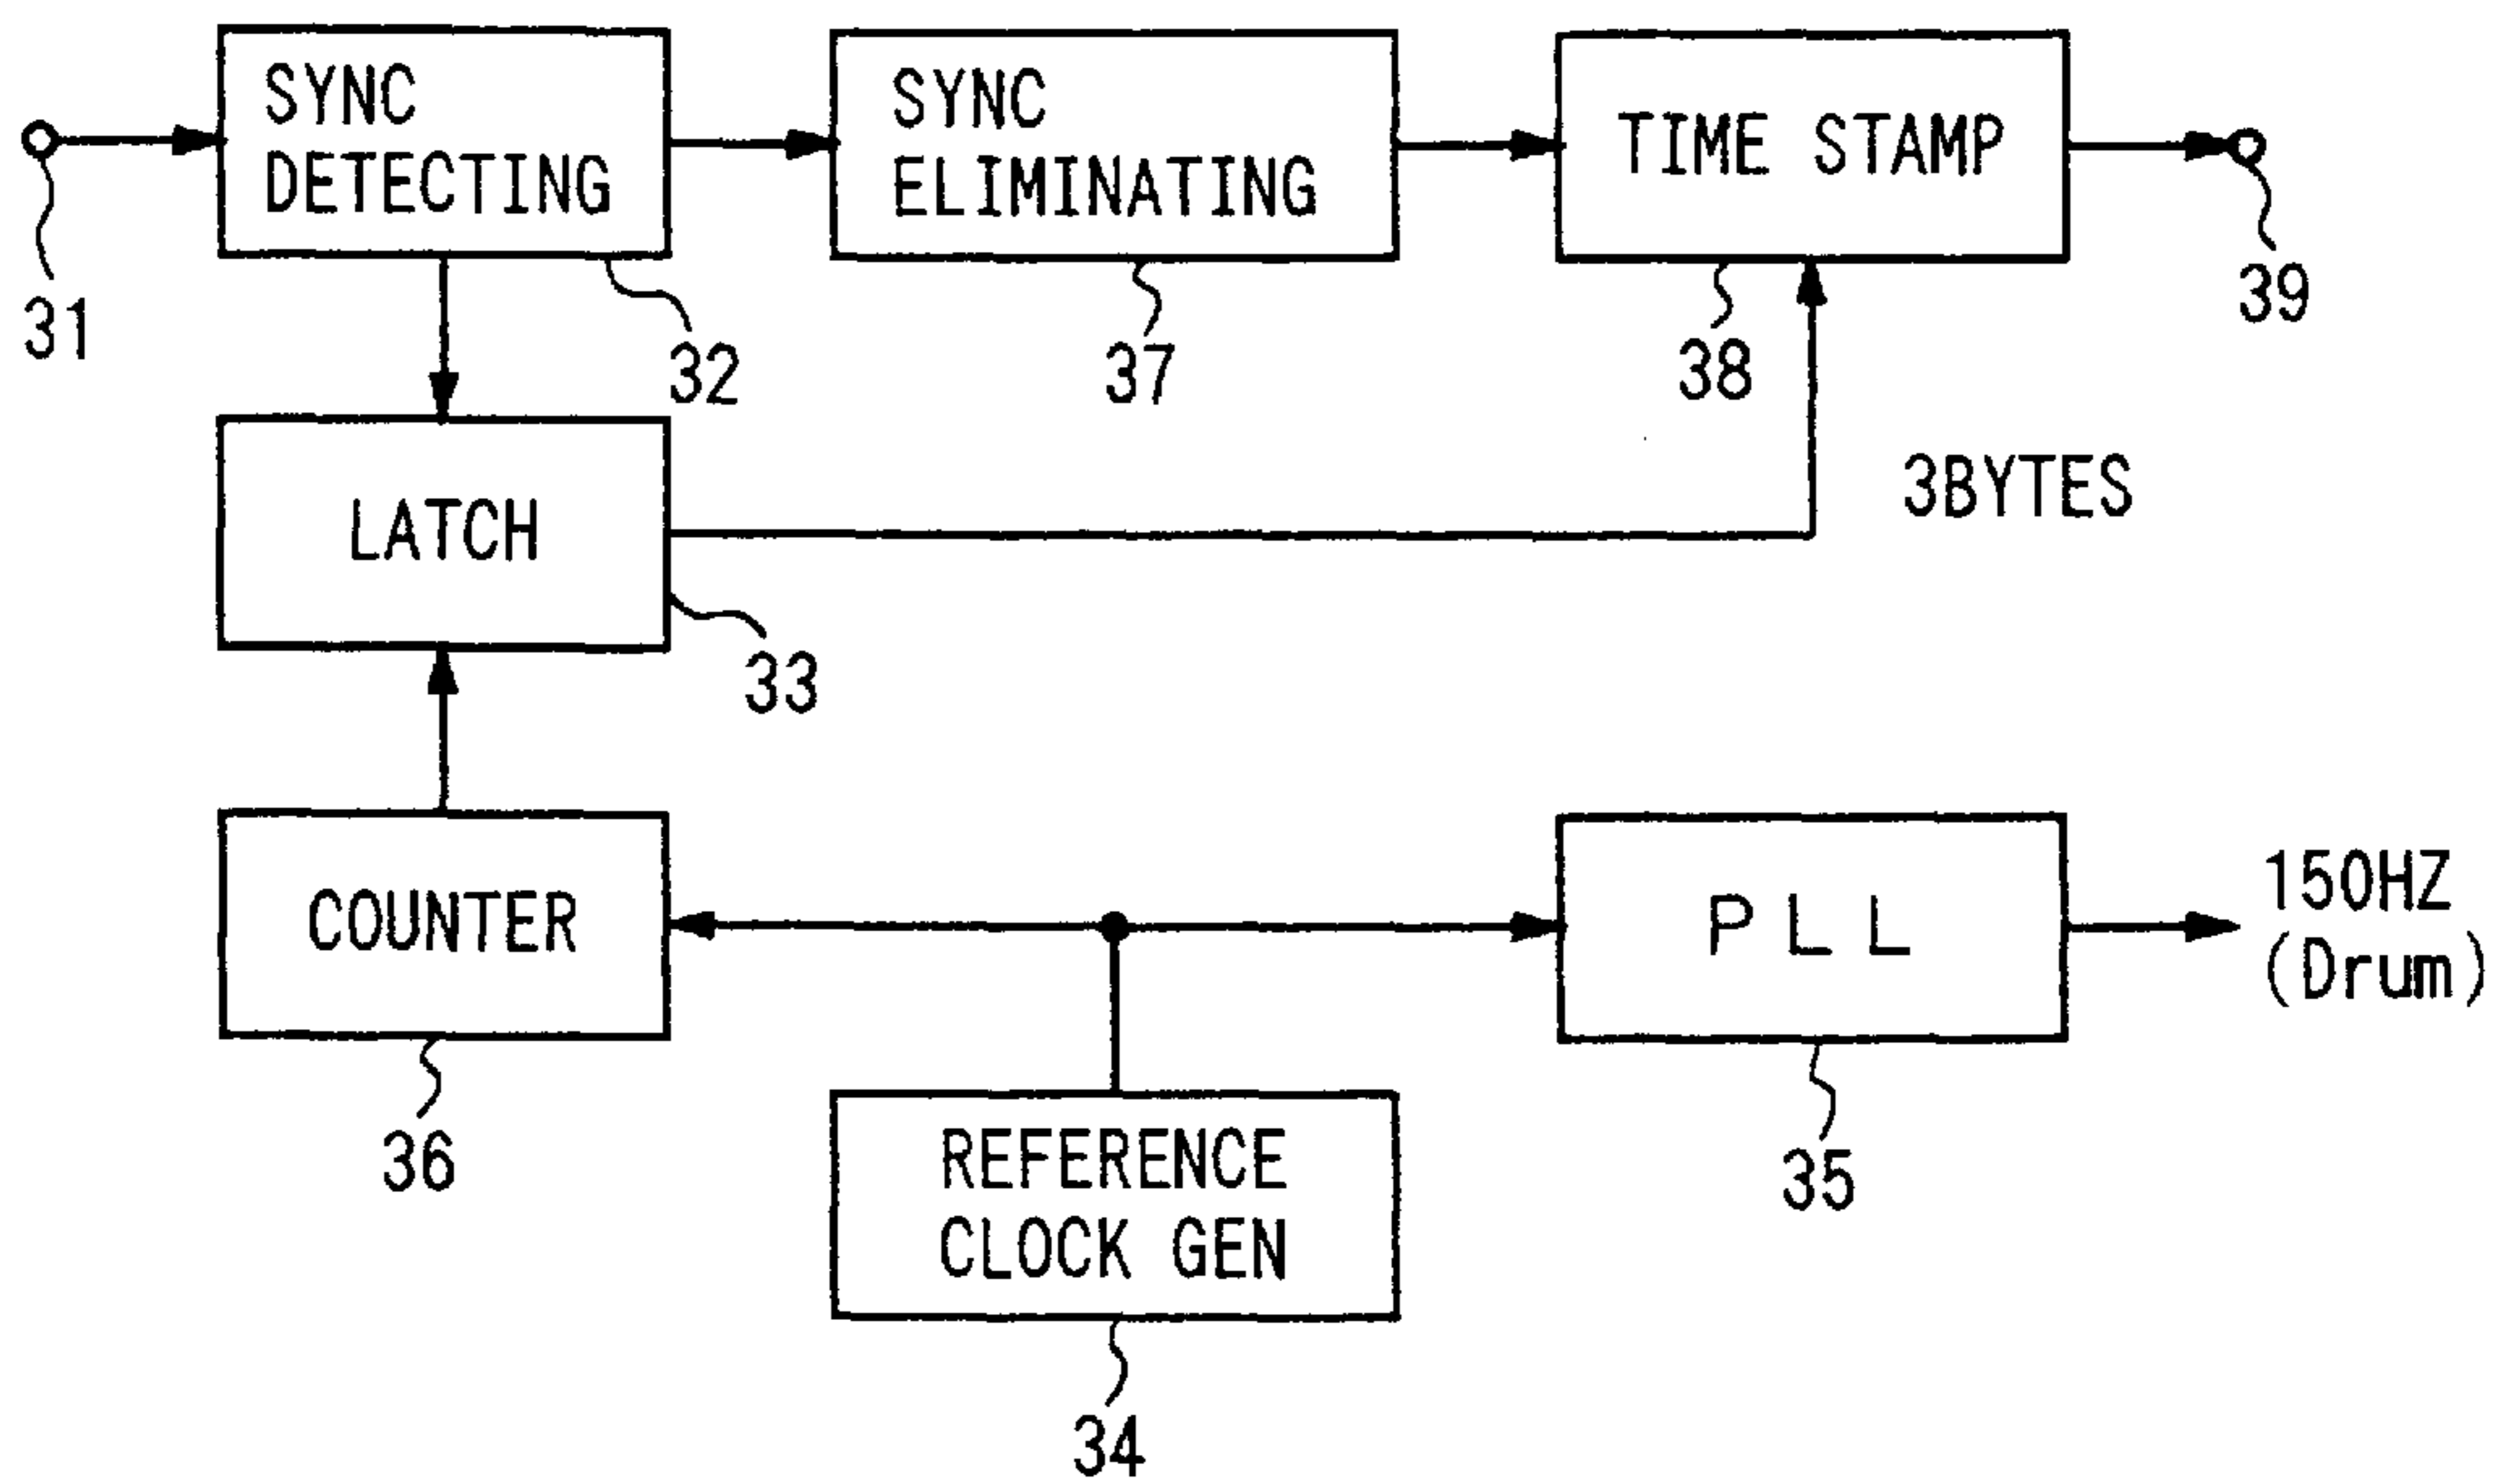 SYNC
DETECTING
SYNC
ELIMINATING
TIME STAMP
31
32
37
38
39
LATCH
3BYTES
33
COUNTER
PLL
150HZ
(Drum)
36
REFERENCE
CLOCK GEN
35
34